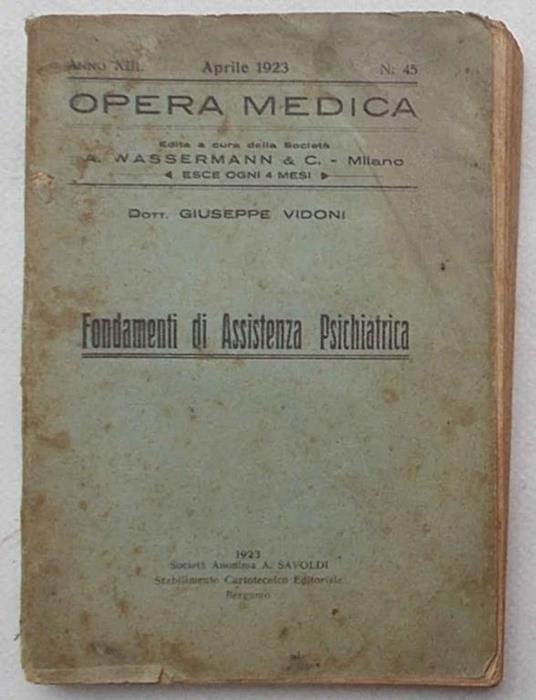 ANNO XIII. Aprile 1923 N. 45
OPERA MEDICA
Edita a cura della Società
A. WASSERMANN & C. - Milano
◄ ESCE OGNI 4 MESI ►
DOTT. GIUSEPPE VIDONI
Fondamenti di Assistenza Psichiatrica
1923
Società Anonima A. SAVOLDI
Stabilimento Cartotecnico Editoriale
Bergamo